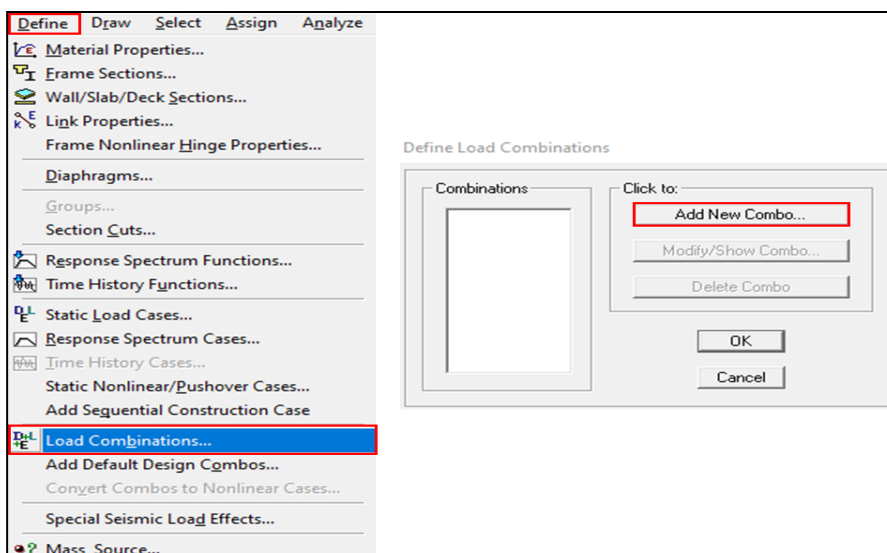 Define Draw Select Assign Analyze
Material Properties...
Frame Sections...
Wall/Slab/Deck Sections...
Link Properties...
Frame Nonlinear Hinge Properties...
Diaphragms...
Groups...
Section Cuts...
Response Spectrum Functions...
Time History Functions...
Static Load Cases...
Response Spectrum Cases...
Time History Cases...
Static Nonlinear/Pushover Cases...
Add Sequential Construction Case
Load Combinations...
Add Default Design Combos...
Convert Combos to Nonlinear Cases...
Special Seismic Load Effects...
Mass Source...
Define Load Combinations
Combinations
Click to:
Add New Combo...
Modify/Show Combo...
Delete Combo
OK
Cancel